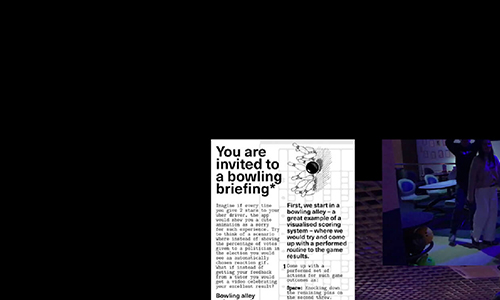 You are
invited to
a bowling
briefing*
Imagine if every time
you give 5 stars to your
uber driver, the app
would show you a cute
animation as a sorry
for such experience. Try
to think of a scenario
where instead of showing
the percentage of votes
given to a politician in
the election you would
see an automatically
chosen reaction gif.
What if instead of
getting your feedback
from a tutor you would
get a video celebrating
your excellent result?
Bowling alley
First, we start in a
bowling alley – a
great example of a
visualised scoring
system – where we
would try and come
up with a performed
routine to the game
results.
Come up with a
performed set of
actions for each game
outcomes as:
Spare: Knocking down
the remaining pins on
the second throw.